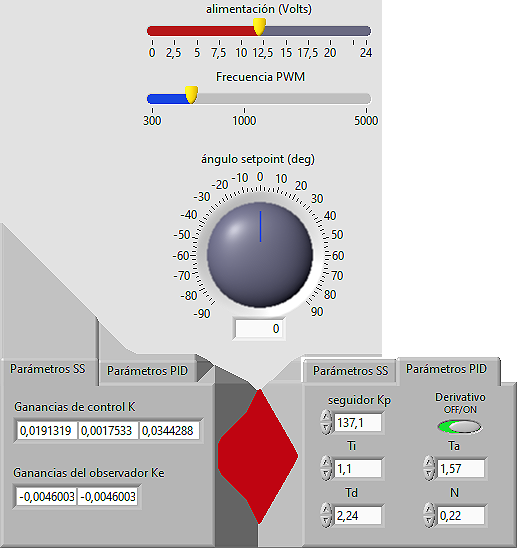 alimentación (Volts)
0 2,5 5 7,5 10 12,5 15 17,5 20 24
Frecuencia PWM
300 1000 5000
ángulo setpoint (deg)
-90 -80 -70 -60 -50 -40 -30 -20 -10 0 10 20 30 40 50 60 70 80 90
0
Parámetros SS Parámetros PID
Ganancias de control K
0,0191319 0,0017533 0,0344288
Ganancias del observador Ke
-0,0046003 -0,0046003
Parámetros SS Parámetros PID
seguidor Kp
137,1
Derivativo
OFF/ON
Ti
1,1
Ta
1,57
Td
2,24
N
0,22